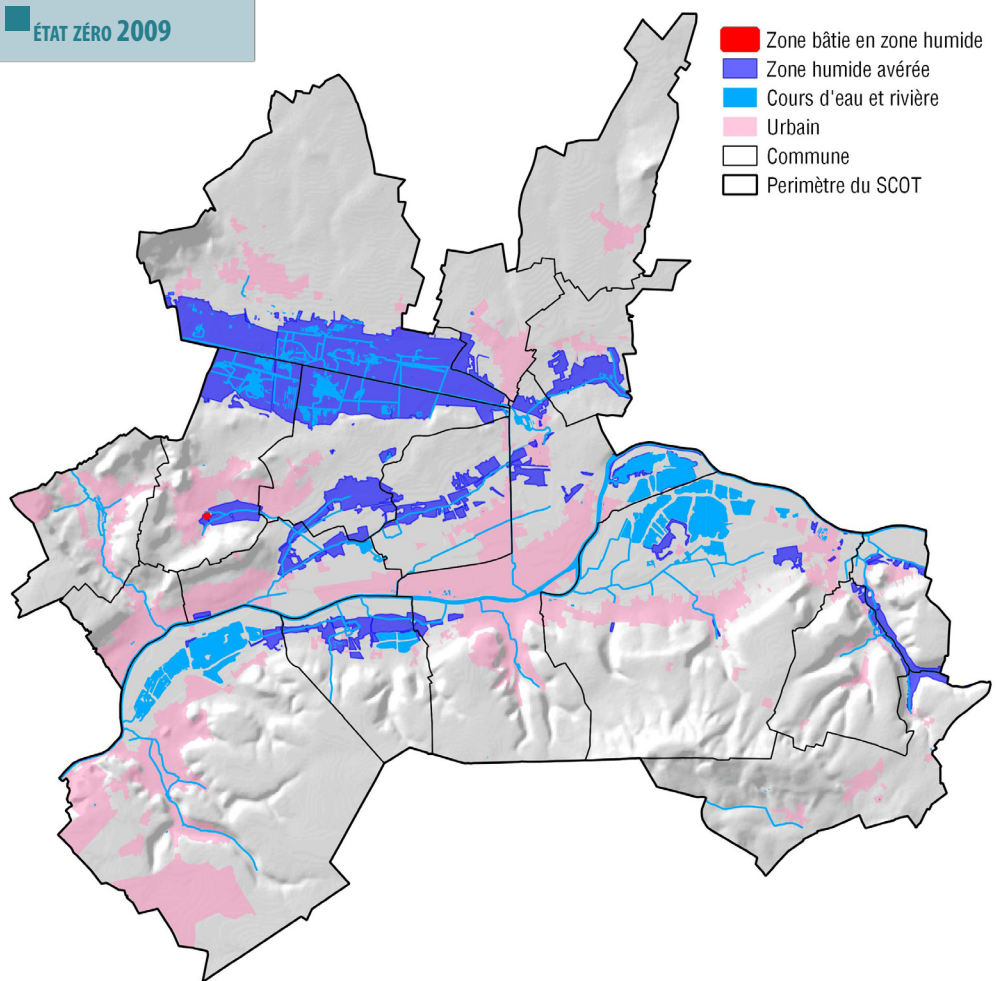 ÉTAT ZÉRO 2009
Zone bâtie en zone humide
Zone humide avérée
Cours d'eau et rivière
Urbain
Commune
Perimètre du SCOT